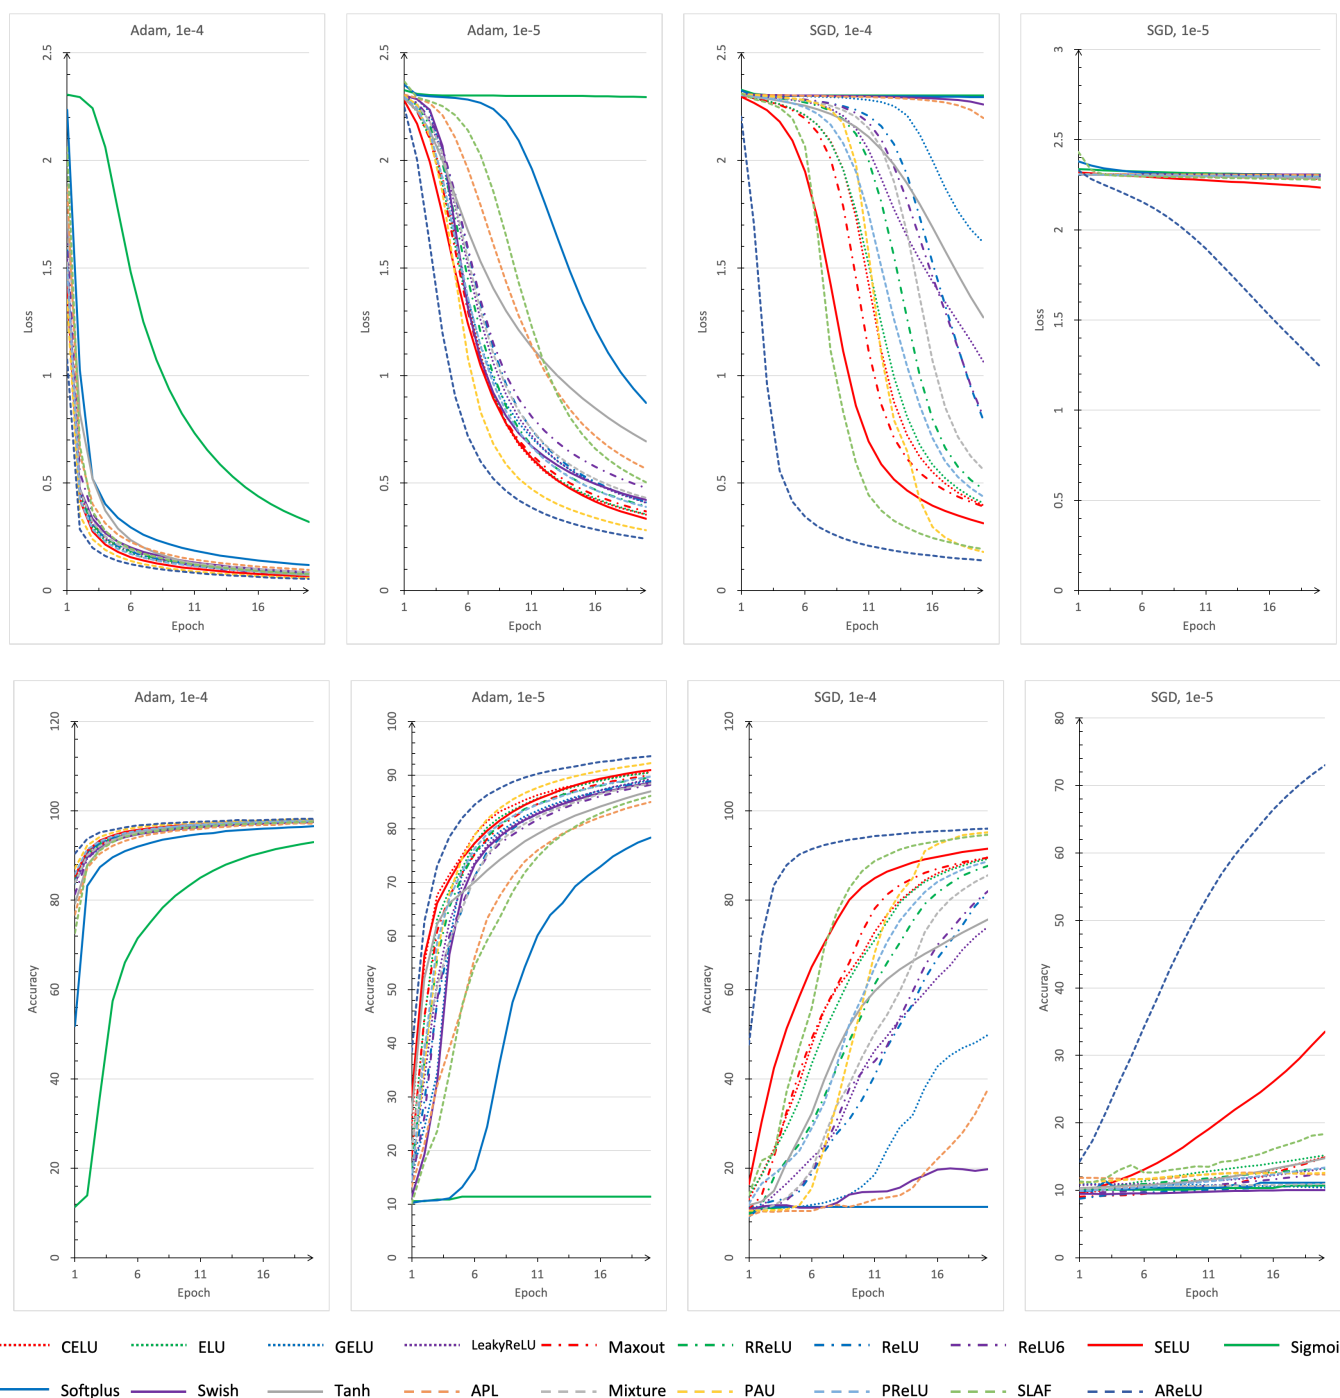 Adam, 1e-4
Adam, 1e-5
SGD, 1e-4
SGD, 1e-5
2.5
2
1.5
1
0.5
0
Loss
1 6 11 16
Epoch
2.5
2
1.5
1
0.5
0
Loss
1 6 11 16
Epoch
2.5
2
1.5
1
0.5
0
Loss
1 6 11 16
Epoch
3
2.5
2
1.5
1
0.5
0
Loss
1 6 11 16
Epoch
Adam, 1e-4
Adam, 1e-5
SGD, 1e-4
SGD, 1e-5
120
100
80
60
40
20
0
Accuracy
1 6 11 16
Epoch
100
90
80
70
60
50
40
30
20
10
0
Accuracy
1 6 11 16
Epoch
120
100
80
60
40
20
0
Accuracy
1 6 11 16
Epoch
80
70
60
50
40
30
20
10
0
Accuracy
1 6 11 16
Epoch
CELU ELU GELU LeakyReLU Maxout RReLU ReLU ReLU6 SELU Sigmoi
Softplus Swish Tanh APL Mixture PAU PReLU SLAF AReLU